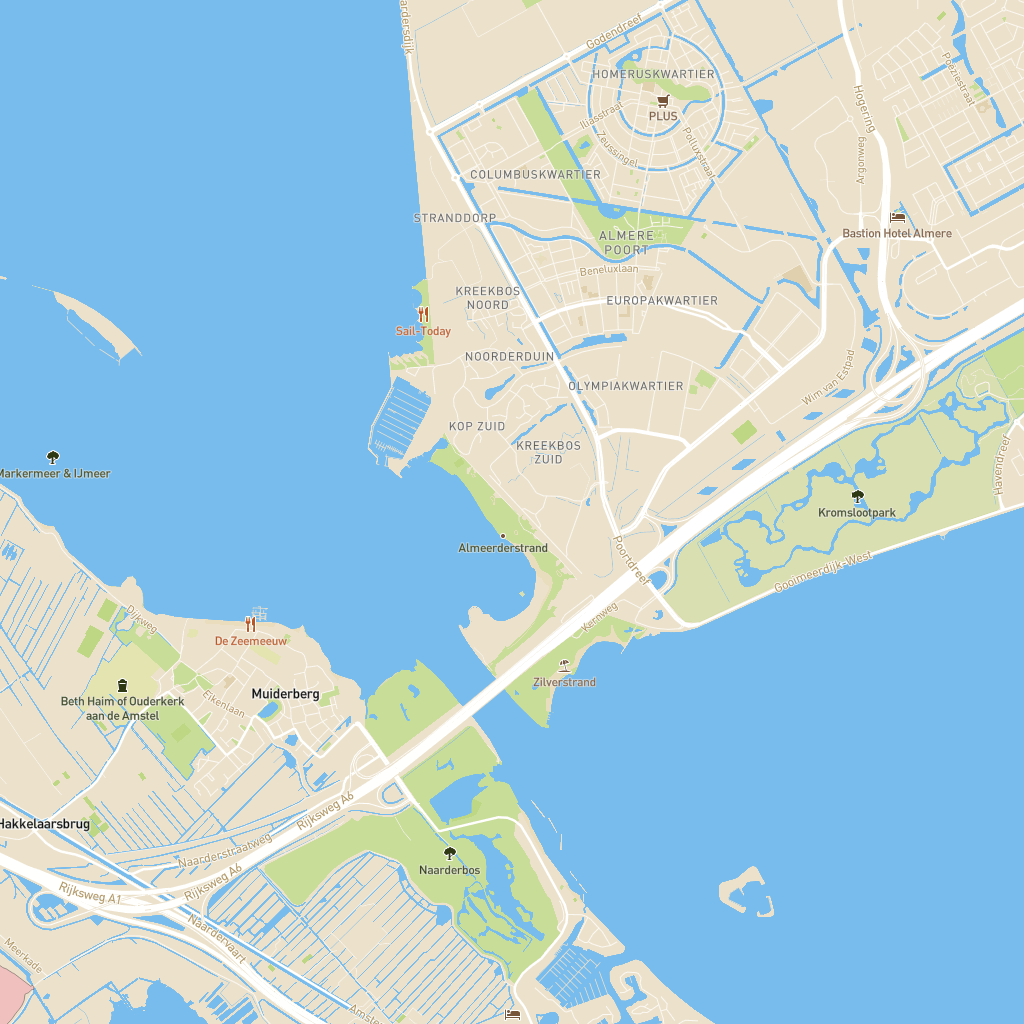 Godendreef
HOMERUSKWARTIER
PLUS
Iliasstraat
Zeussingel
Polluxstraat
Poëziestraat
Hogering
Argonweg
COLUMBUSKWARTIER
STRANDDORP
Bastion Hotel Almere
ALMERE
POORT
Beneluxlaan
KREEKBOS
NOORD
EUROPAKWARTIER
Sail-Today
NOORDERDUIN
OLYMPIAKWARTIER
Wim van Estpad
KOP ZUID
KREEKBOS
ZUID
Markermeer & IJmeer
Havendreef
Kromslootpark
Almeerderstrand
Poortdreef
Gooimeerdijk-West
Kernweg
Dijkweg
De Zeemeeuw
Zilverstrand
Beth Haim of Ouderkerk
aan de Amstel
Eikenlaan
Muiderberg
Rijksweg A6
Hakkelaarsbrug
Naarderstraatweg
Rijksweg A6
Naarderbos
Rijksweg A1
Naardervaart
Meerkade